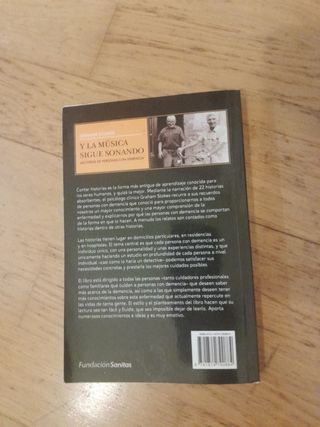 GRAHAM STOKES
Y LA MÚSICA
SIGUE SONANDO
HISTORIAS DE PERSONAS CON DEMENCIA
Contar historias es la forma más antigua de aprendizaje conocida para
los seres humanos, y quizá la mejor. Mediante la narración de 22 historias
absorbentes, el psicólogo clínico Graham Stokes recurre a sus recuerdos
de personas con demencia que conoció para proporcionarnos a todos
nosotros un mayor conocimiento y una mayor comprensión de la
enfermedad y explicarnos por qué las personas con demencia se comportan
de la forma en que lo hacen. A menudo los relatos son contados como
historias dentro de otras historias.
Las historias tienen lugar en domicilios particulares, en residencias
y en hospitales. El tema central es que cada persona con demencia es un
individuo único, con una personalidad y unas experiencias distintas, y que
únicamente haciendo un estudio en profundidad de cada persona a nivel
individual –casi como lo haría un detective– podemos satisfacer sus
necesidades concretas y prestarle los mejores cuidados posibles.
El libro está dirigido a todas las personas –tanto cuidadores profesionales
como familiares que cuidan a personas con demencia– que deseen saber
más acerca de la demencia, así como a las que simplemente deseen tener
más conocimientos sobre esta enfermedad que actualmente repercute en
las vidas de tanta gente. El estilo y el planteamiento del libro hacen que su
lectura sea tan fácil y fluida, que sea imposible dejar de leerlo. Aporta
numerosos conocimientos e ideas y es muy emotivo.
FundaciónSanitas